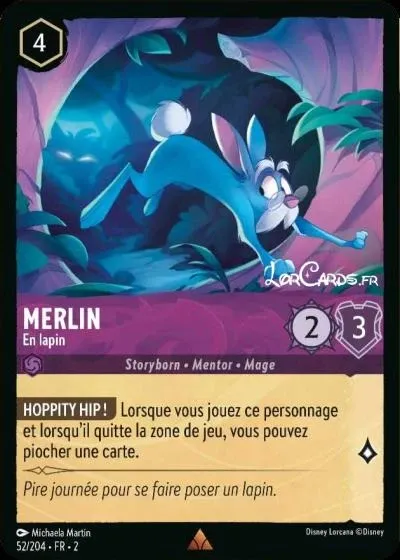 4
LORCARDS.FR
MERLIN
En lapin
2
3
Storyborn • Mentor • Mage
HOPPITY HIP ! Lorsque vous jouez ce personnage
et lorsqu'il quitte la zone de jeu, vous pouvez
piocher une carte.
Pire journée pour se faire poser un lapin.
Michaela Martin
Disney Lorcana ©Disney
52/204 • FR • 2